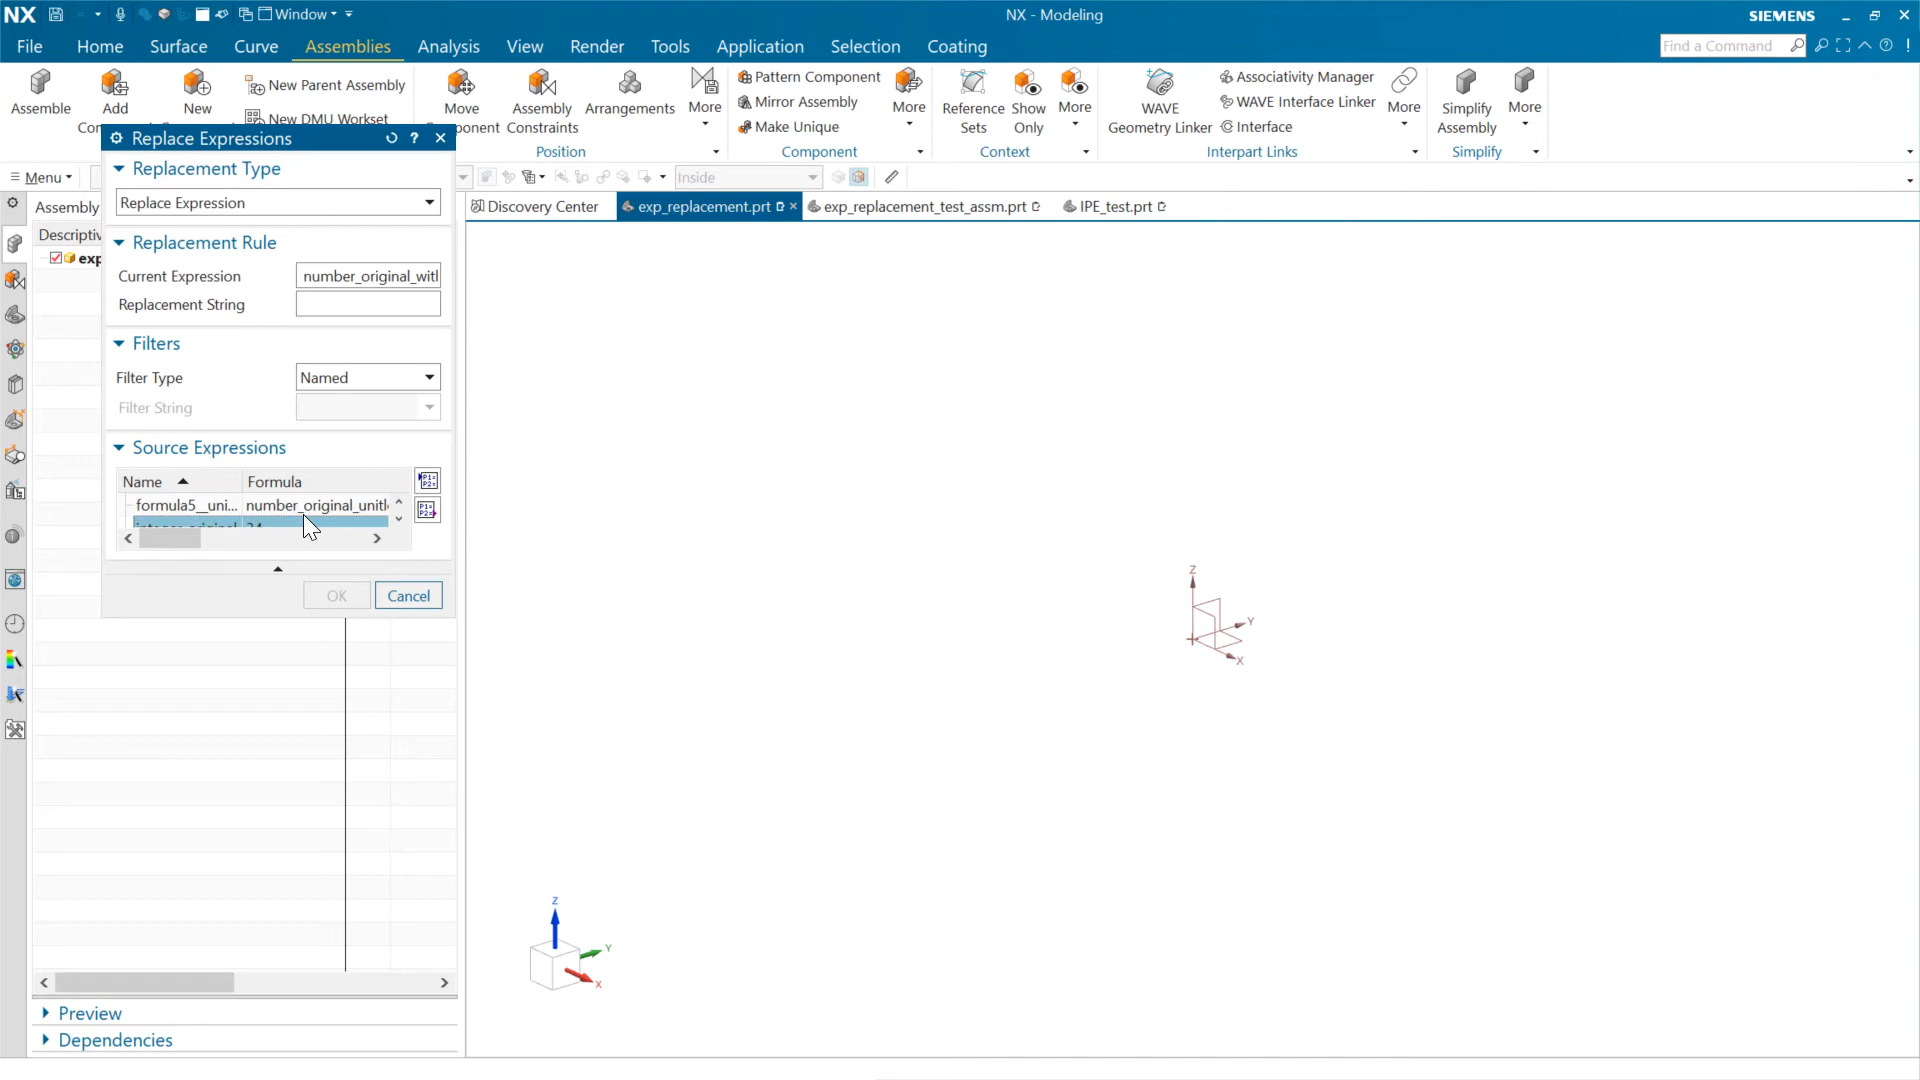 NX Window NX - Modeling SIEMENS
File Home Surface Curve Assemblies Analysis View Render Tools Application Selection Coating Find a Command
Assemble Add New New Parent Assembly
New DMU Workset
Move
Assembly Constraints
Arrangements
More
Position
Pattern Component
Mirror Assembly
Make Unique
More
Component
Reference Sets
Show Only
More
Context
WAVE Geometry Linker
Associativity Manager
WAVE Interface Linker
Interface
More
Interpart Links
Simplify Assembly
More
Simplify
Menu Inside
Replace Expressions
Replacement Type
Replace Expression
Replacement Rule
Current Expression number_original_witl
Replacement String
Filters
Filter Type Named
Filter String
Source Expressions
Name Formula
formula5__uni... number_original_unitl
OK Cancel
Assembly
Descriptiv
exp
Discovery Center exp_replacement.prt exp_replacement_test_assm.prt IPE_test.prt
Z
Y
X
Z
Y
X
Preview
Dependencies